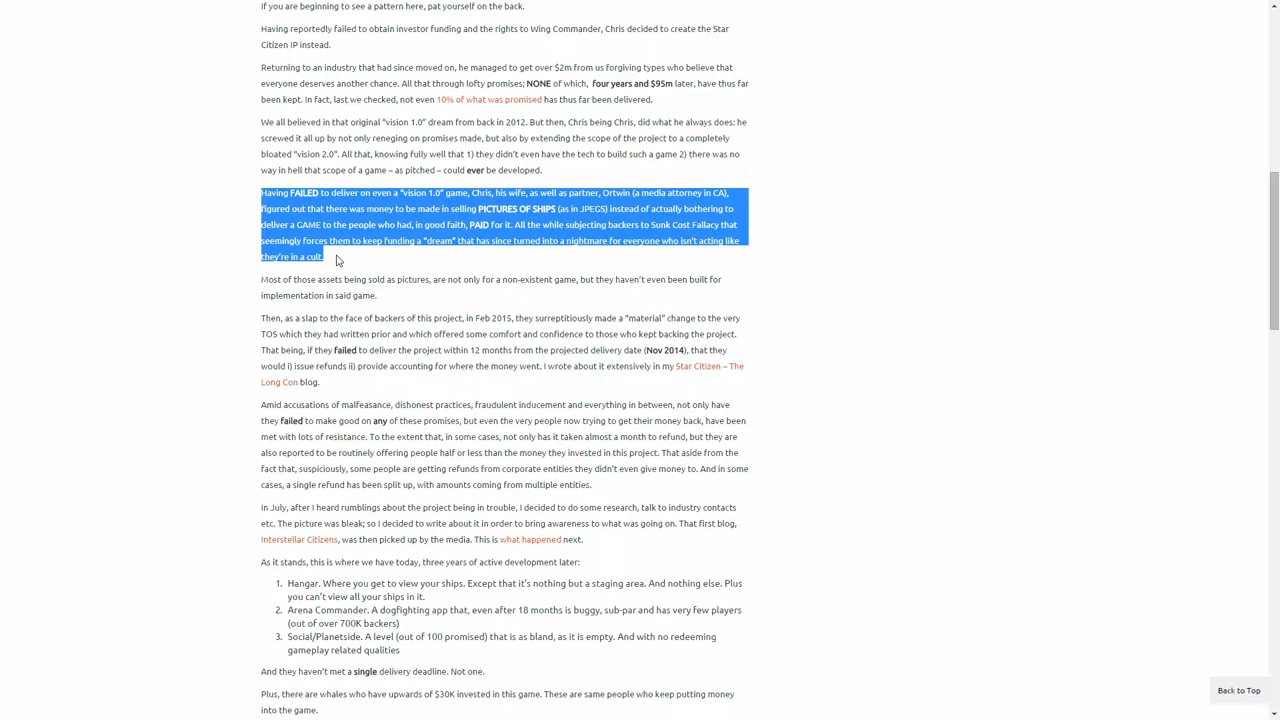 If you are beginning to see a pattern here, pat yourself on the back.
Having reportedly failed to obtain investor funding and the rights to Wing Commander, Chris decided to create the Star
Citizen IP instead.
Returning to an industry that had since moved on, he managed to get over $2m from us forgiving types who believe that
everyone deserves another chance. All that through lofty promises; NONE of which, four years and $95m later, have thus far
been kept. In fact, last we checked, not even 10% of what was promised has thus far been delivered.
We all believed in that original “vision 1.0” dream from back in 2012. But then, Chris being Chris, did what he always does: he
screwed it all up by not only reneging on promises made, but also by extending the scope of the project to a completely
bloated “vision 2.0”. All that, knowing fully well that 1) they didn’t even have the tech to build such a game 2) there was no
way in hell that scope of a game – as pitched – could ever be developed.
Having FAILED to deliver on even a “vision 1.0” game, Chris, his wife, as well as partner, Ortwin (a media attorney in CA),
figured out that there was money to be made in selling PICTURES OF SHIPS (as in JPEGS) instead of actually bothering to
deliver a GAME to the people who had, in good faith, PAID for it. All the while subjecting backers to Sunk Cost Fallacy that
seemingly forces them to keep funding a “dream” that has since turned into a nightmare for everyone who isn’t acting like
they’re in a cult.
Most of those assets being sold as pictures, are not only for a non-existent game, but they haven’t even been built for
implementation in said game.
Then, as a slap to the face of backers of this project, in Feb 2015, they surreptitiously made a “material” change to the very
TOS which they had written prior and which offered some comfort and confidence to those who kept backing the project.
That being, if they failed to deliver the project within 12 months from the projected delivery date (Nov 2014), that they
would i) issue refunds ii) provide accounting for where the money went. I wrote about it extensively in my Star Citizen – The
Long Con blog.
Amid accusations of malfeasance, dishonest practices, fraudulent inducement and everything in between, not only have
they failed to make good on any of these promises, but even the very people now trying to get their money back, have been
met with lots of resistance. To the extent that, in some cases, not only has it taken almost a month to refund, but they are
also reported to be routinely offering people half or less than the money they invested in this project. That aside from the
fact that, suspiciously, some people are getting refunds from corporate entities they didn’t even give money to. And in some
cases, a single refund has been split up, with amounts coming from multiple entities.
In July, after I heard rumblings about the project being in trouble, I decided to do some research, talk to industry contacts
etc. The picture was bleak; so I decided to write about it in order to bring awareness to what was going on. That first blog,
Interstellar Citizens, was then picked up by the media. This is what happened next.
As it stands, this is where we have today, three years of active development later:
1. Hangar. Where you get to view your ships. Except that it’s nothing but a staging area. And nothing else. Plus
you can’t view all your ships in it.
2. Arena Commander. A dogfighting app that, even after 18 months is buggy, sub-par and has very few players
(out of over 700K backers)
3. Social/Planetside. A level (out of 100 promised) that is as bland, as it is empty. And with no redeeming
gameplay related qualities
And they haven’t met a single delivery deadline. Not one.
Plus, there are whales who have upwards of $30K invested in this game. These are same people who keep putting money
into the game.
Back to Top